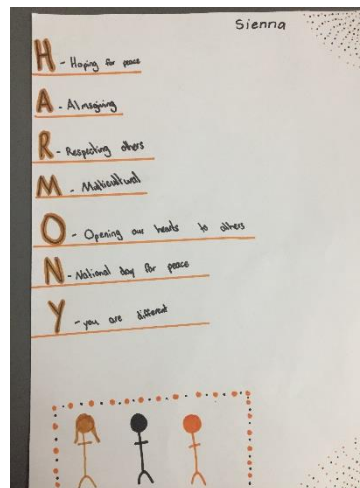 Sienna
H - Hoping for peace
A - Almsgiving
R - Respecting others
M - Multicultural
O - Opening our hearts to others
N - National day for peace
Y - you are different